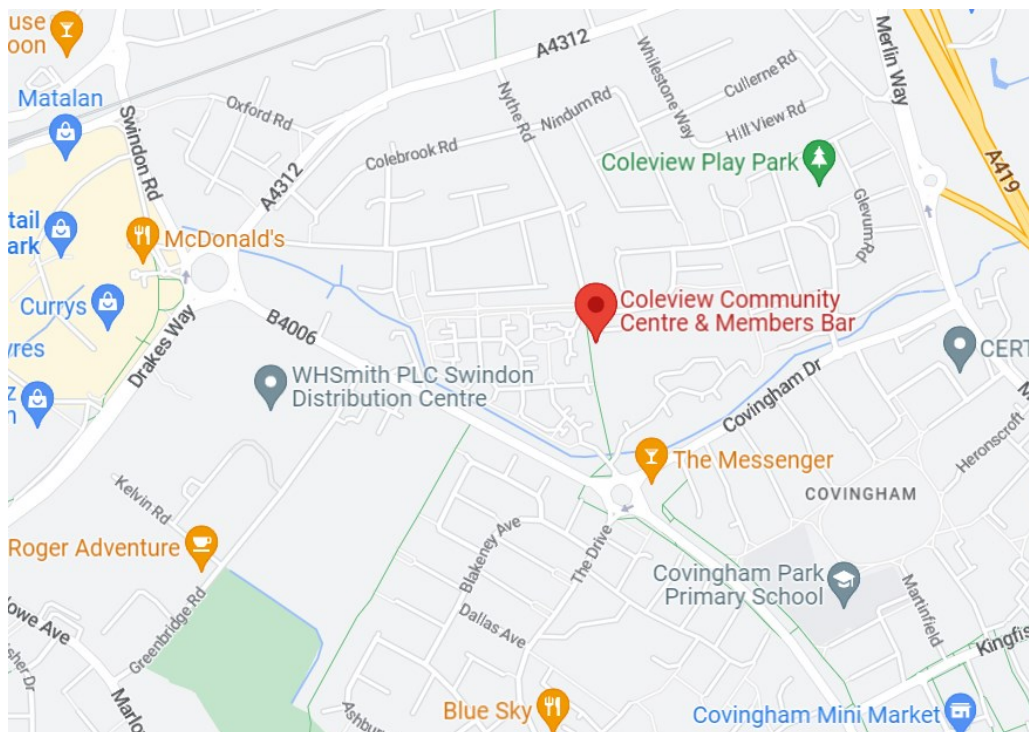 use
oon
A4312
Merlin Way
Whilestone Way
Cullerne Rd
Nythe Rd
Nindum Rd
Matalan
Oxford Rd
Hill View Rd
Swindon Rd
A4312
Colebrook Rd
Coleview Play Park
A419
tail
ark
McDonald's
Glevum Rd
Currys
B4006
Coleview Community
Centre & Members Bar
Drakes Way
yres
WHSmith PLC Swindon
Distribution Centre
CERT
z
n
Covingham Dr
N
The Messenger
Heronscroft
COVINGHAM
Kelvin Rd
Roger Adventure
Blakeney Ave
The Drive
Covingham Park
Primary School
Martinfield
owe Ave
Greenbridge Rd
Dallas Ave
Kingfis
sher Dr
Marlo
Ashbur
Blue Sky
Covingham Mini Market